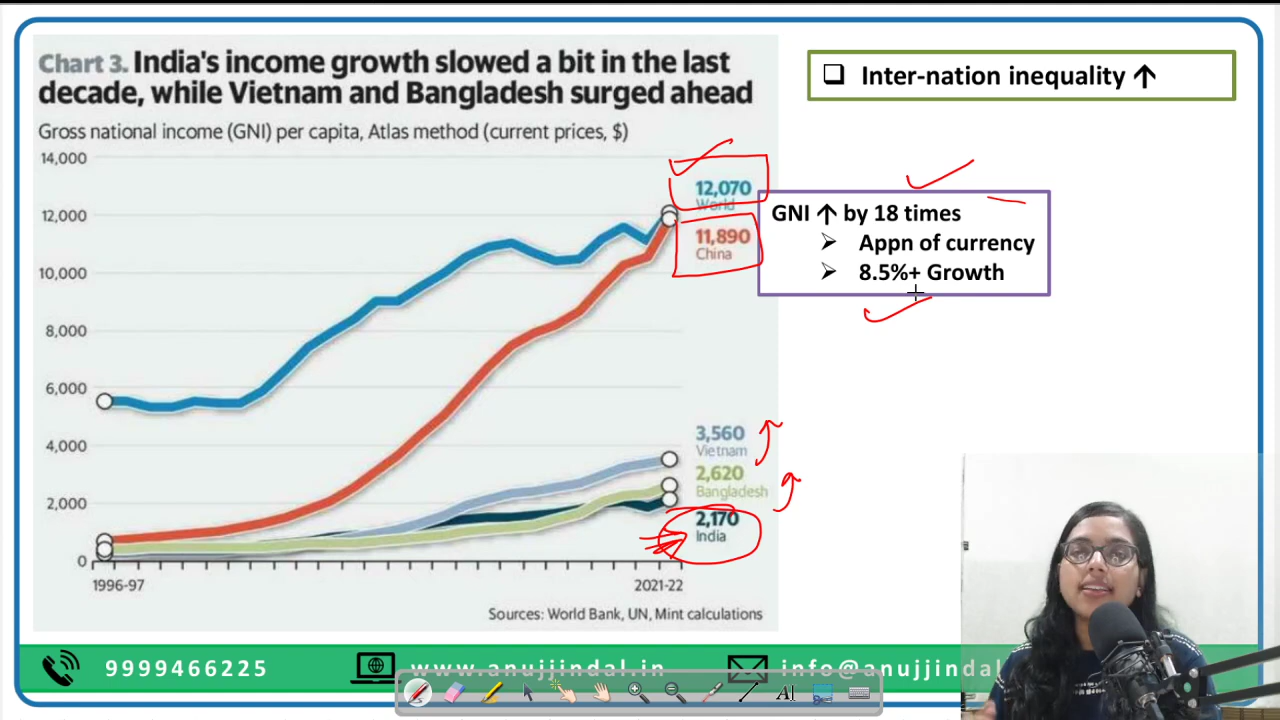 Chart 3. India's income growth slowed a bit in the last
decade, while Vietnam and Bangladesh surged ahead
Gross national income (GNI) per capita, Atlas method (current prices, $)
14,000
12,000
10,000
8,000
6,000
4,000
2,000
0
1996-97
2021-22
12,070
World
11,890
China
3,560
Vietnam
2,620
Bangladesh
2,170
India
Sources: World Bank, UN, Mint calculations
❑ Inter-nation inequality ↑
GNI ↑ by 18 times
➢ Appn of currency
➢ 8.5%+ Growth
9999466225
www.anujjindal.in
info@anujjindal
AI